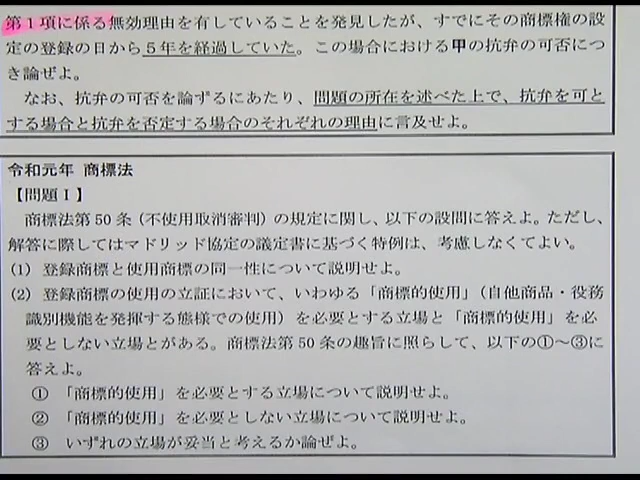 第１項に係る無効理由を有していることを発見したが、すでにその商標権の設
定の登録の日から５年を経過していた。この場合における甲の抗弁の可否につ
き論ぜよ。
なお、抗弁の可否を論ずるにあたり、問題の所在を述べた上で、抗弁を可と
する場合と抗弁を否定する場合のそれぞれの理由に言及せよ。
令和元年 商標法
【問題Ⅰ】
商標法第 50 条（不使用取消審判）の規定に関し、以下の設問に答えよ。ただし、
解答に際してはマドリッド協定の議定書に基づく特例は、考慮しなくてよい。
(1) 登録商標と使用商標の同一性について説明せよ。
(2) 登録商標の使用の立証において、いわゆる「商標的使用」（自他商品・役務
識別機能を発揮する態様での使用）を必要とする立場と「商標的使用」を必
要としない立場とがある。商標法第 50 条の趣旨に照らして、以下の①～③に
答えよ。
① 「商標的使用」を必要とする立場について説明せよ。
② 「商標的使用」を必要としない立場について説明せよ。
③ いずれの立場が妥当と考えるか論ぜよ。